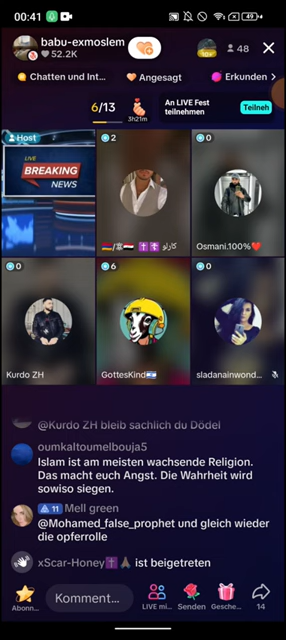 00:41
49
babu-exmoslem
52.2K
48
Chatten und Int...
Angesagt
Erkunden
6/13
3h21m
An LIVE Fest
teilnehmen
Teilneh
Host
LIVE
BREAKING
NEWS
2
كارلو
0
Osmani.100%❤️
0
Kurdo ZH
6
GottesKind🇮🇱
0
sladanainwond...
@Kurdo ZH bleib sachlich du Dödel
oumkaltoumelbouja5
Islam ist am meisten wachsende Religion.
Das macht euch Angst. Die Wahrheit wird
sowiso siegen.
11 Mell green
@Mohamed_false_prophet und gleich wieder
die opferrolle
xScar-Honey✝️🙏🏽 ist beigetreten
Abonn...
Komment...
LIVE mi...
Senden
Gesche...
14